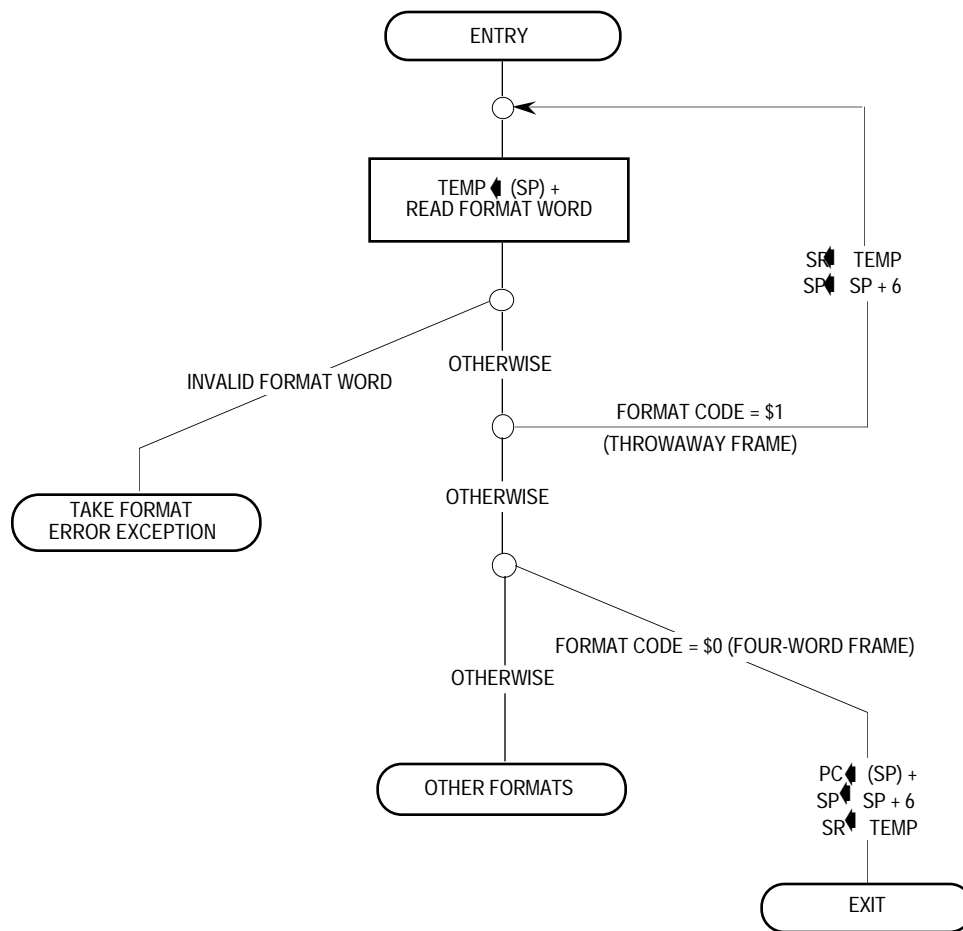 ENTRY
TEMP ◀ (SP) +
READ FORMAT WORD
SR ◀ TEMP
SP ◀ SP + 6
OTHERWISE
INVALID FORMAT WORD
FORMAT CODE = $1
(THROWAWAY FRAME)
OTHERWISE
TAKE FORMAT
ERROR EXCEPTION
FORMAT CODE = $0 (FOUR-WORD FRAME)
OTHERWISE
OTHER FORMATS
PC ◀ (SP) +
SP ◀ SP + 6
SR ◀ TEMP
EXIT